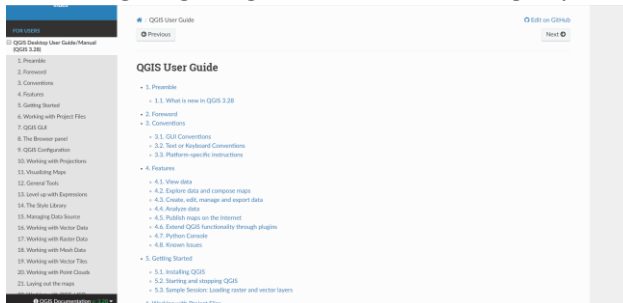 FOR USERS
QGIS Desktop User Guide/Manual
(QGIS 3.28)
1. Preamble
2. Foreword
3. Conventions
4. Features
5. Getting Started
6. Working with Project Files
7. QGIS GUI
8. The Browser panel
9. QGIS Configuration
10. Working with Projections
11. Visualizing Maps
12. General Tools
13. Level up with Expressions
14. The Style Library
15. Managing Data Source
16. Working with Vector Data
17. Working with Raster Data
18. Working with Mesh Data
19. Working with Vector Tiles
20. Working with Point Clouds
21. Laying out the maps
QGIS Documentation v: 3.28
/ QGIS User Guide
Edit on GitHub
Previous
Next
QGIS User Guide
1. Preamble
1.1. What is new in QGIS 3.28
2. Foreword
3. Conventions
3.1. GUI Conventions
3.2. Text or Keyboard Conventions
3.3. Platform-specific instructions
4. Features
4.1. View data
4.2. Explore data and compose maps
4.3. Create, edit, manage and export data
4.4. Analyze data
4.5. Publish maps on the Internet
4.6. Extend QGIS functionality through plugins
4.7. Python Console
4.8. Known Issues
5. Getting Started
5.1. Installing QGIS
5.2. Starting and stopping QGIS
5.3. Sample Session: Loading raster and vector layers